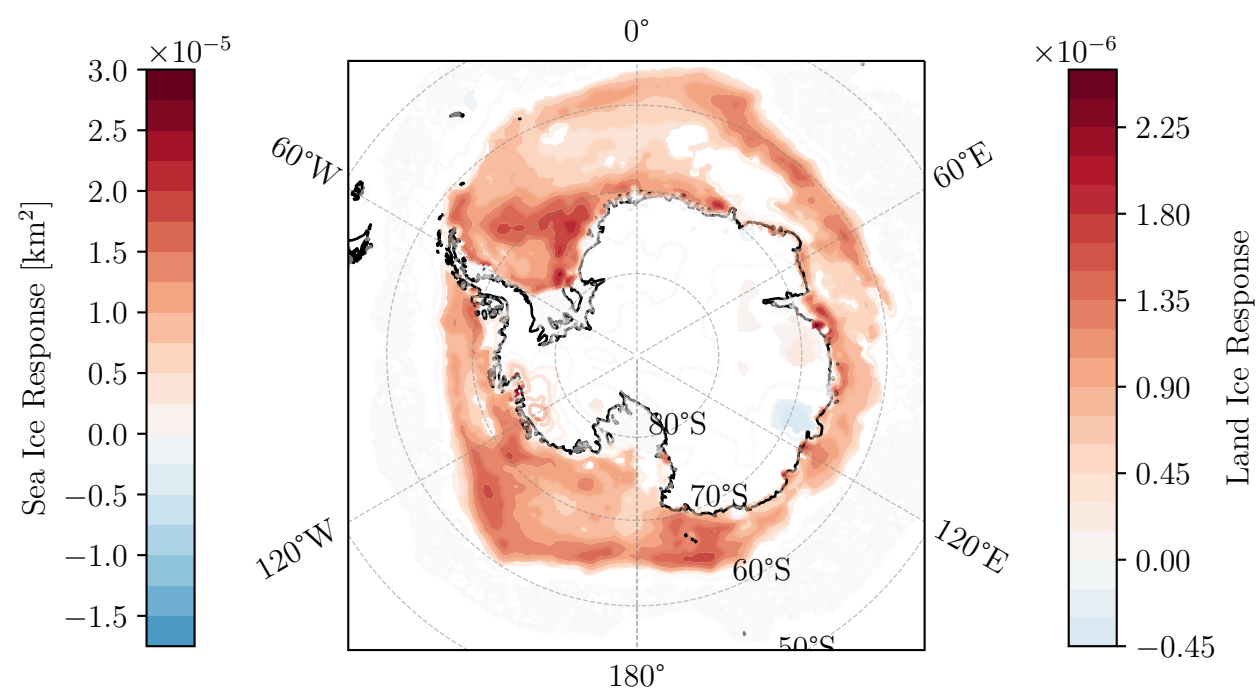 0°
×10⁻⁵
3.0
2.5
2.0
1.5
1.0
0.5
0.0
−0.5
−1.0
−1.5
Sea Ice Response [km²]
60°W
60°E
120°W
120°E
180°
80°S
70°S
60°S
50°S
×10⁻⁶
2.25
1.80
1.35
0.90
0.45
0.00
−0.45
Land Ice Response